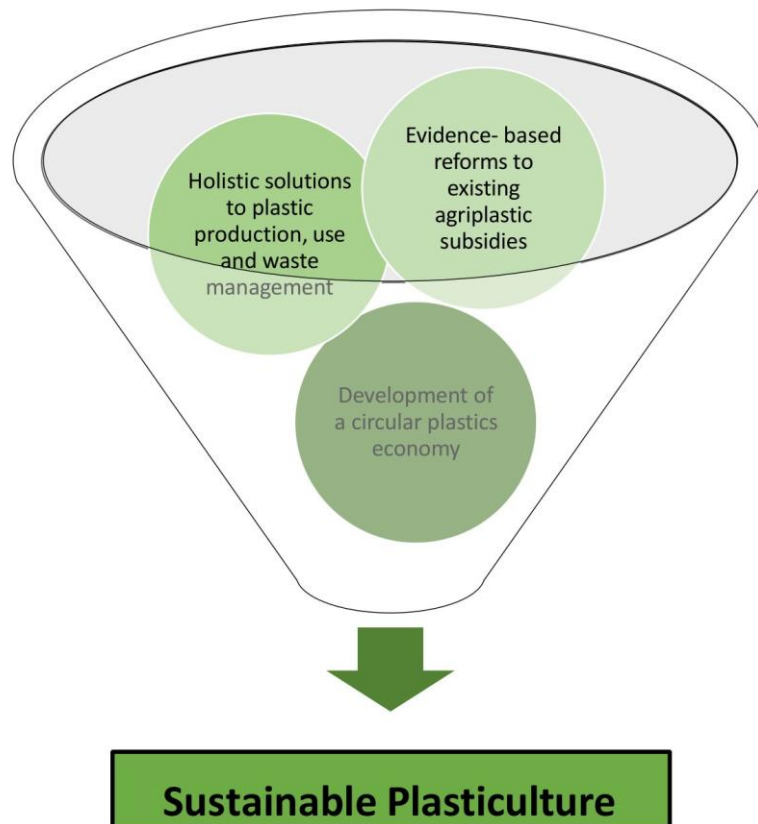 Holistic solutions
to plastic
production, use
and waste
management
Evidence- based
reforms to
existing
agriplastic
subsidies
Development of
a circular plastics
economy
Sustainable Plasticulture